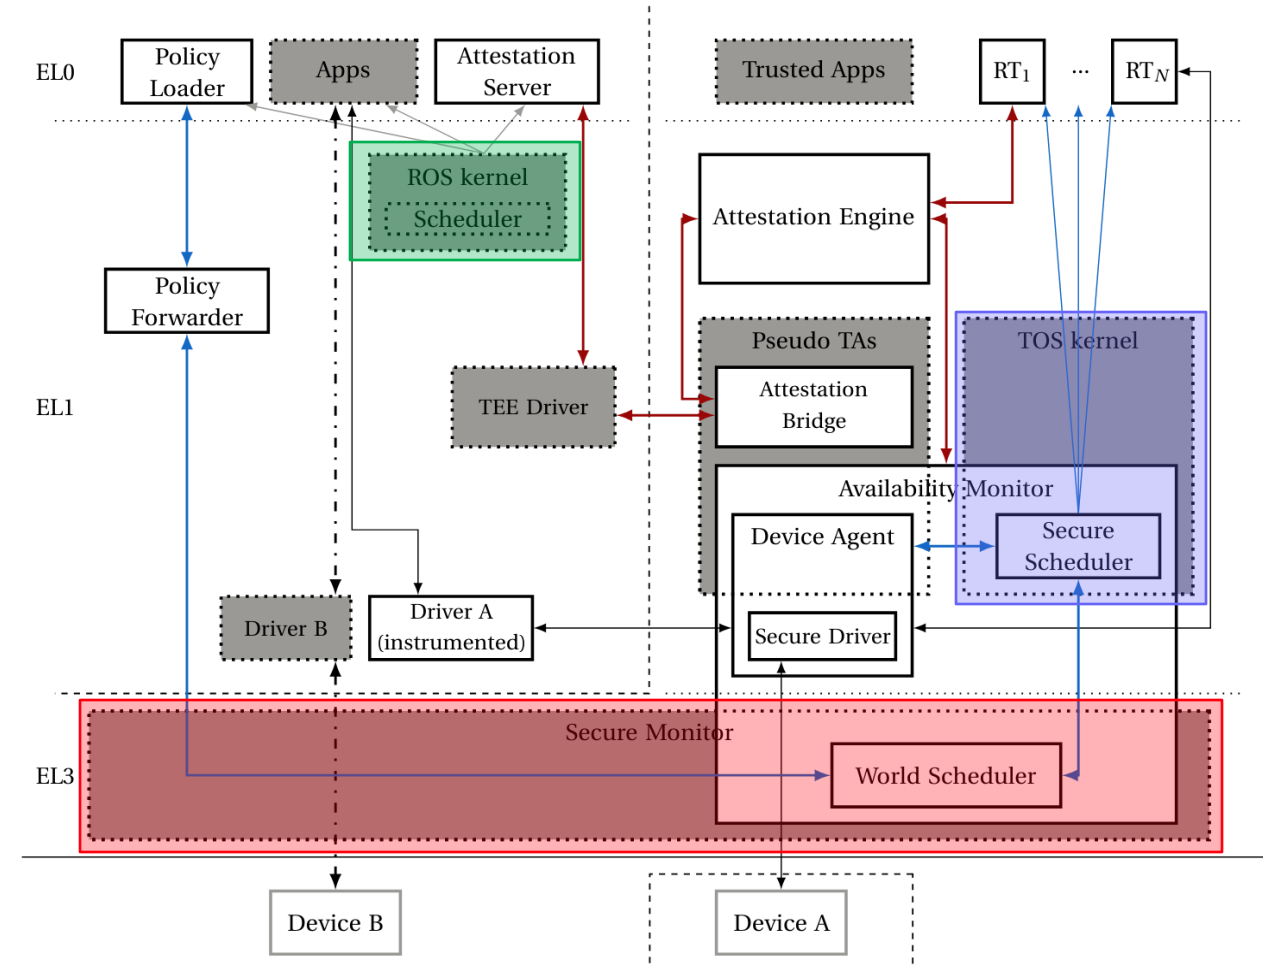 EL0
Policy
Loader
Apps
Attestation
Server
Trusted Apps
RT1
...
RTN
ROS kernel
Scheduler
Attestation Engine
Policy
Forwarder
EL1
TEE Driver
Pseudo TAs
Attestation
Bridge
TOS kernel
Availability Monitor
Device Agent
Secure
Scheduler
Driver B
Driver A
(instrumented)
Secure Driver
EL3
Secure Monitor
World Scheduler
Device B
Device A